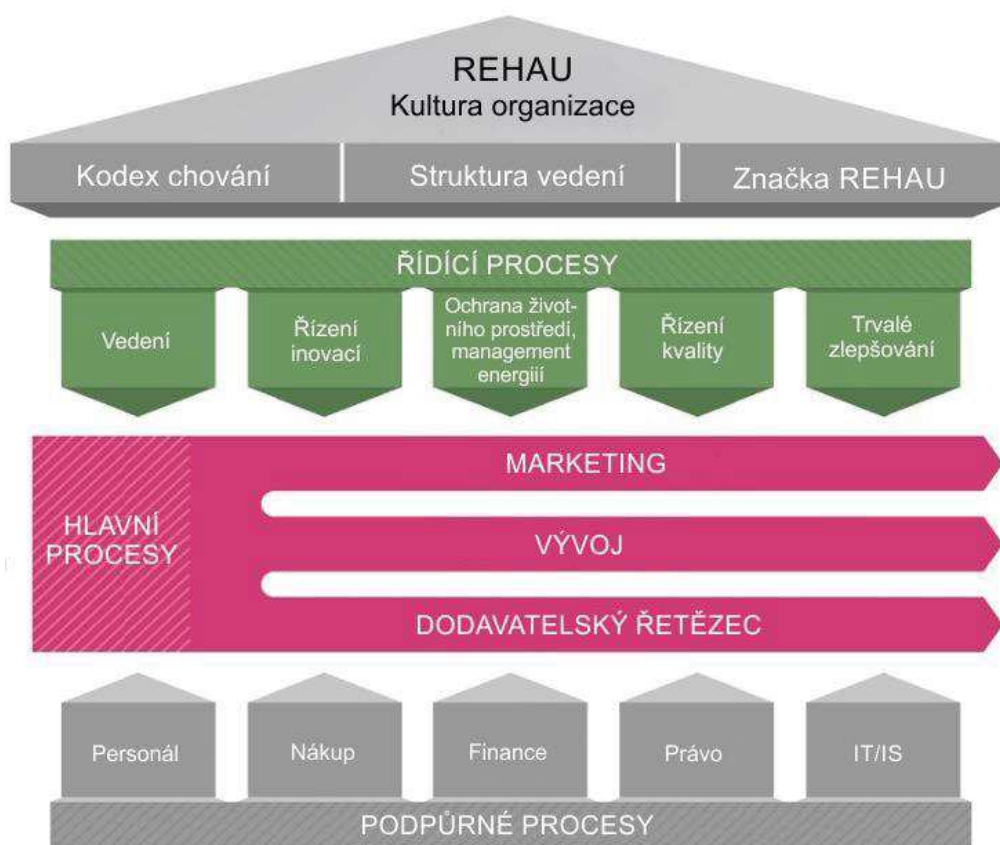 REHAU
Kultura organizace
Kodex chování
Struktura vedení
Značka REHAU
ŘÍDÍCÍ PROCESY
Vedení
Řízení
inovací
Ochrana život-
ního prostředí,
management
energiií
Řízení
kvality
Trvalé
zlepšování
HLAVNÍ
PROCESY
MARKETING
VÝVOJ
DODAVATELSKÝ ŘETĚZEC
Personál
Nákup
Finance
Právo
IT/IS
PODPŮRNÉ PROCESY